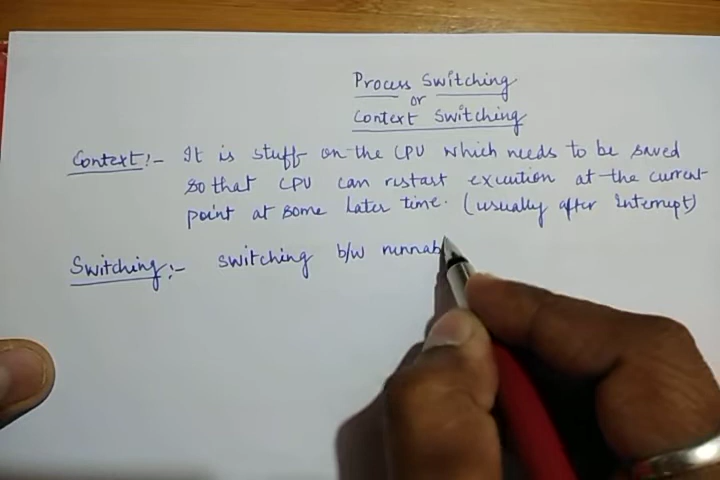 Process Switching
or
Context Switching
Context:- It is stuff on the CPU which needs to be saved
so that CPU can restart execution at the current
point at some later time. (usually after interrupt)
Switching:- switching b/w runnab